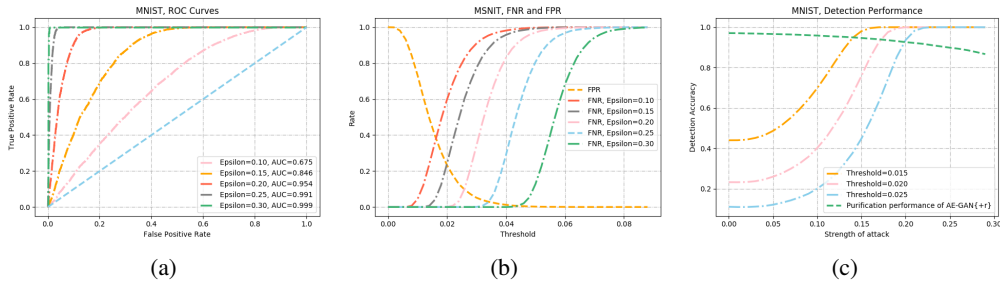 MNIST, ROC Curves
1.0
0.8
0.6
0.4
0.2
0.0
True Positive Rate
Epsilon=0.10, AUC=0.675
Epsilon=0.15, AUC=0.846
Epsilon=0.20, AUC=0.954
Epsilon=0.25, AUC=0.991
Epsilon=0.30, AUC=0.999
0.0 0.2 0.4 0.6 0.8 1.0
False Positive Rate
(a)
MSNIT, FNR and FPR
1.0
0.8
0.6
0.4
0.2
0.0
Rate
FPR
FNR, Epsilon=0.10
FNR, Epsilon=0.15
FNR, Epsilon=0.20
FNR, Epsilon=0.25
FNR, Epsilon=0.30
0.00 0.02 0.04 0.06 0.08
Threshold
(b)
MNIST, Detection Performance
1.0
0.8
0.6
0.4
0.2
Detection Accuracy
Threshold=0.015
Threshold=0.020
Threshold=0.025
Purification performance of AE-GAN{+r}
0.00 0.05 0.10 0.15 0.20 0.25 0.30
Strength of attack
(c)